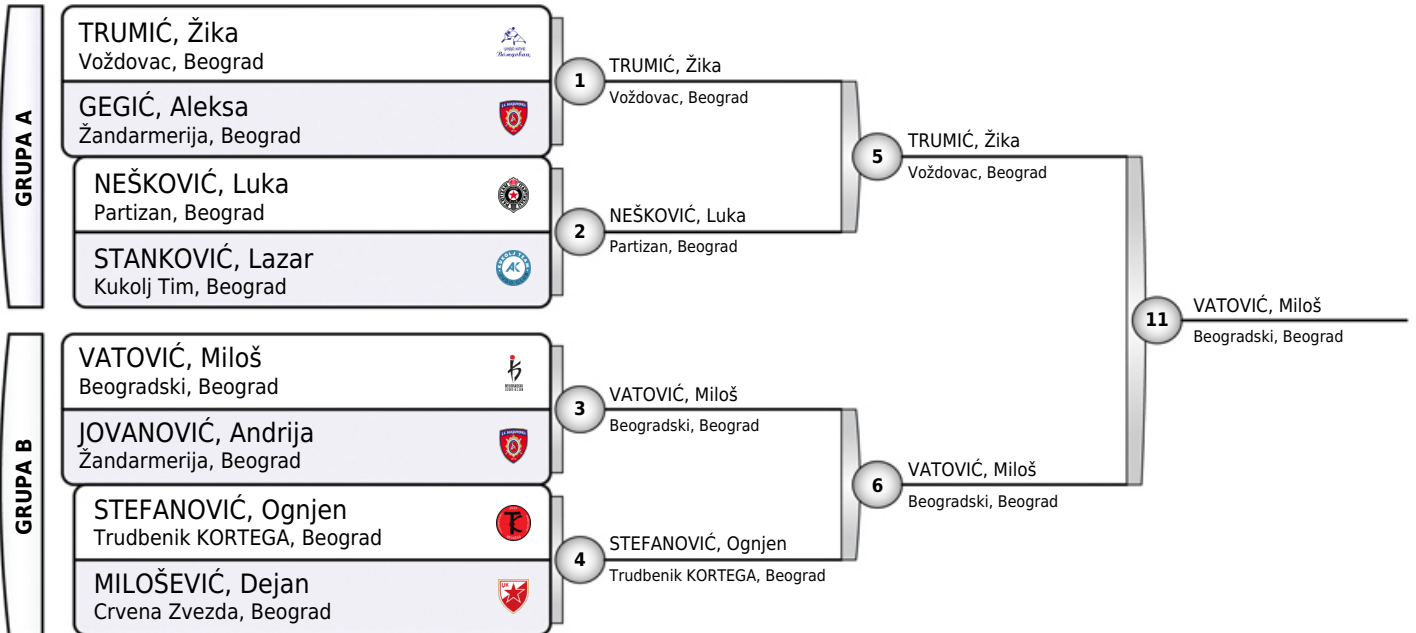 GRUPA A
TRUMIĆ, Žika
Voždovac, Beograd
GEGIĆ, Aleksa
Žandarmerija, Beograd
NEŠKOVIĆ, Luka
Partizan, Beograd
STANKOVIĆ, Lazar
Kukolj Tim, Beograd
GRUPA B
VATOVIĆ, Miloš
Beogradski, Beograd
JOVANOVIĆ, Andrija
Žandarmerija, Beograd
STEFANOVIĆ, Ognjen
Trudbenik KORTEGA, Beograd
MILOŠEVIĆ, Dejan
Crvena Zvezda, Beograd
1
TRUMIĆ, Žika
Voždovac, Beograd
2
NEŠKOVIĆ, Luka
Partizan, Beograd
3
VATOVIĆ, Miloš
Beogradski, Beograd
4
STEFANOVIĆ, Ognjen
Trudbenik KORTEGA, Beograd
5
TRUMIĆ, Žika
Voždovac, Beograd
6
VATOVIĆ, Miloš
Beogradski, Beograd
11
VATOVIĆ, Miloš
Beogradski, Beograd